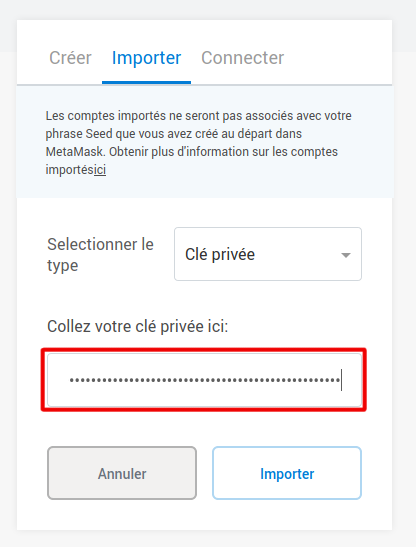 Créer Importer Connecter
Les comptes importés ne seront pas associés avec votre
phrase Seed que vous avez créé au départ dans
MetaMask. Obtenir plus d'information sur les comptes
importésici
Selectionner le
type
Clé privée
Collez votre clé privée ici:
Annuler Importer